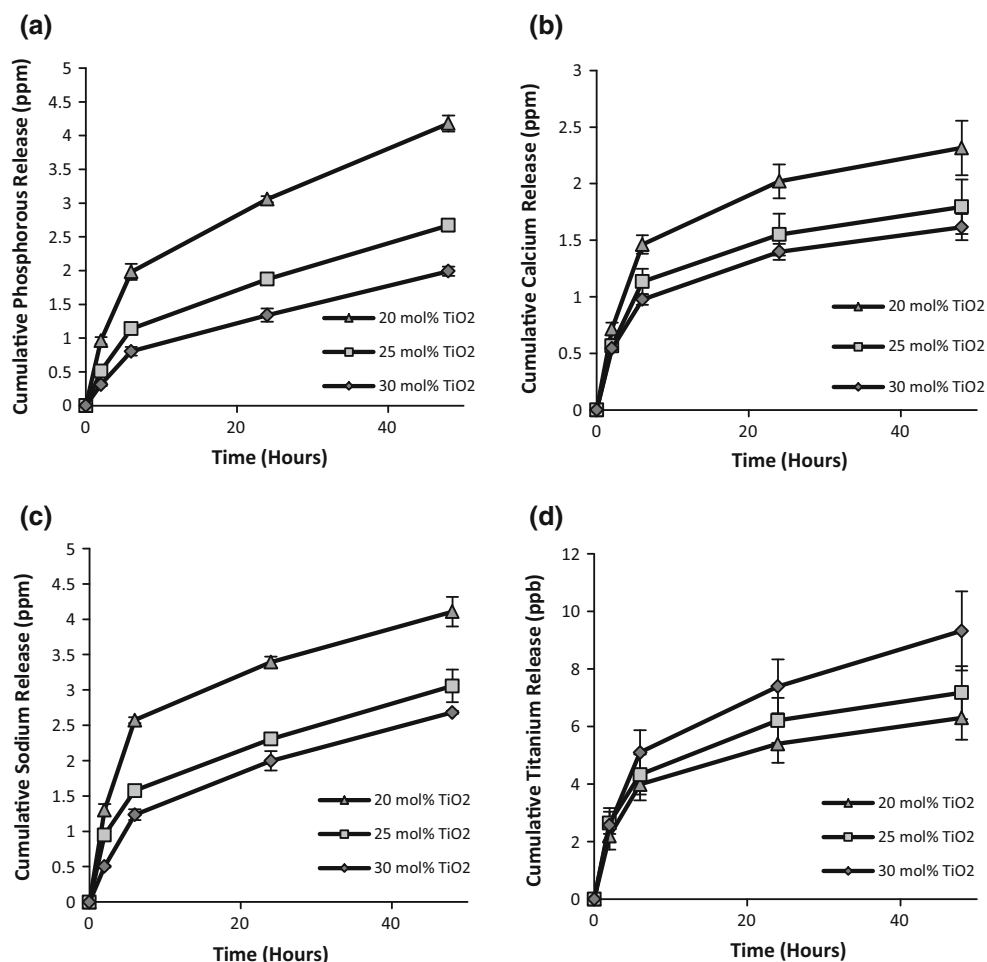 (a)
Cumulative Phosphorous Release (ppm)
5
4.5
4
3.5
3
2.5
2
1.5
1
0.5
0
0
20
40
Time (Hours)
20 mol% TiO2
25 mol% TiO2
30 mol% TiO2
(b)
Cumulative Calcium Release (ppm)
3
2.5
2
1.5
1
0.5
0
0
20
40
Time (Hours)
20 mol% TiO2
25 mol% TiO2
30 mol% TiO2
(c)
Cumulative Sodium Release (ppm)
5
4.5
4
3.5
3
2.5
2
1.5
1
0.5
0
0
20
40
Time (Hours)
20 mol% TiO2
25 mol% TiO2
30 mol% TiO2
(d)
Cumulative Titanium Release (ppb)
12
10
8
6
4
2
0
0
20
40
Time (Hours)
20 mol% TiO2
25 mol% TiO2
30 mol% TiO2